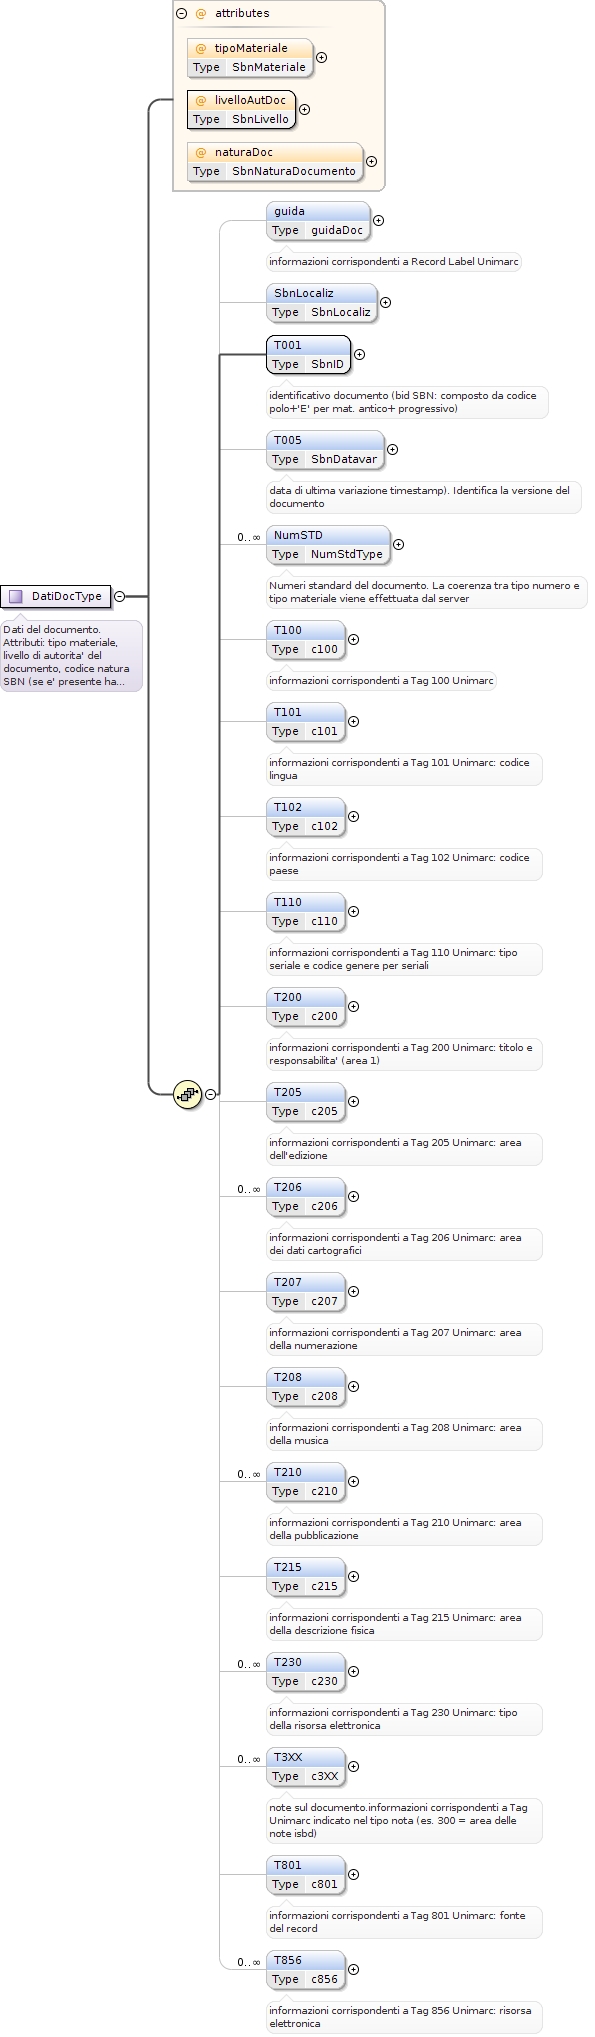 @ attributes
@ tipoMateriale
Type SbnMateriale
@ livelloAutDoc
Type SbnLivello
@ naturaDoc
Type SbnNaturaDocumento
guida
Type guidaDoc
informazioni corrispondenti a Record Label Unimarc
SbnLocaliz
Type SbnLocaliz
T001
Type SbnID
identificativo documento (bid SBN: composto da codice
polo+'E' per mat. antico+ progressivo)
T005
Type SbnDatavar
data di ultima variazione timestamp). Identifica la versione del
documento
0..∞
NumSTD
Type NumStdType
Numeri standard del documento. La coerenza tra tipo numero e
tipo materiale viene effettuata dal server
DatiDocType
Dati del documento.
Attributi: tipo materiale,
livello di autorita' del
documento, codice natura
SBN (se e' presente ha...
T100
Type c100
informazioni corrispondenti a Tag 100 Unimarc
T101
Type c101
informazioni corrispondenti a Tag 101 Unimarc: codice
lingua
T102
Type c102
informazioni corrispondenti a Tag 102 Unimarc: codice
paese
T110
Type c110
informazioni corrispondenti a Tag 110 Unimarc: tipo
seriale e codice genere per seriali
T200
Type c200
informazioni corrispondenti a Tag 200 Unimarc: titolo e
responsabilita' (area 1)
T205
Type c205
informazioni corrispondenti a Tag 205 Unimarc: area
dell'edizione
0..∞
T206
Type c206
informazioni corrispondenti a Tag 206 Unimarc: area
dei dati cartografici
T207
Type c207
informazioni corrispondenti a Tag 207 Unimarc: area
della numerazione
T208
Type c208
informazioni corrispondenti a Tag 208 Unimarc: area
della musica
0..∞
T210
Type c210
informazioni corrispondenti a Tag 210 Unimarc: area
della pubblicazione
T215
Type c215
informazioni corrispondenti a Tag 215 Unimarc: area
della descrizione fisica
0..∞
T230
Type c230
informazioni corrispondenti a Tag 230 Unimarc: tipo
della risorsa elettronica
0..∞
T3XX
Type c3XX
note sul documento.informazioni corrispondenti a Tag
Unimarc indicato nel tipo nota (es. 300 = area delle
note isbd)
T801
Type c801
informazioni corrispondenti a Tag 801 Unimarc: fonte
del record
0..∞
T856
Type c856
informazioni corrispondenti a Tag 856 Unimarc: risorsa
elettronica